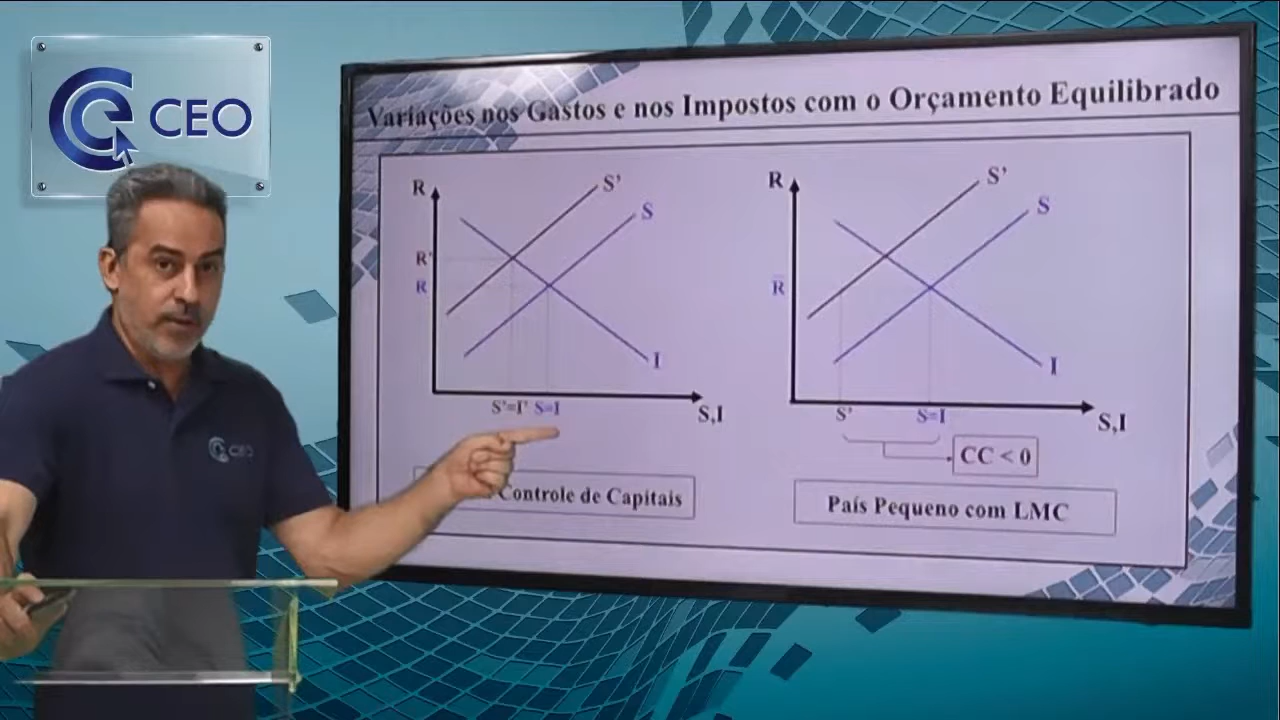 CEO
CEO
Variações nos Gastos e nos Impostos com o Orçamento Equilibrado
R
S'
S
R'
R
I
S'=I' S=I
S,I
Controle de Capitais
R
S'
S
R
I
S' S=I
S,I
CC < 0
País Pequeno com LMC